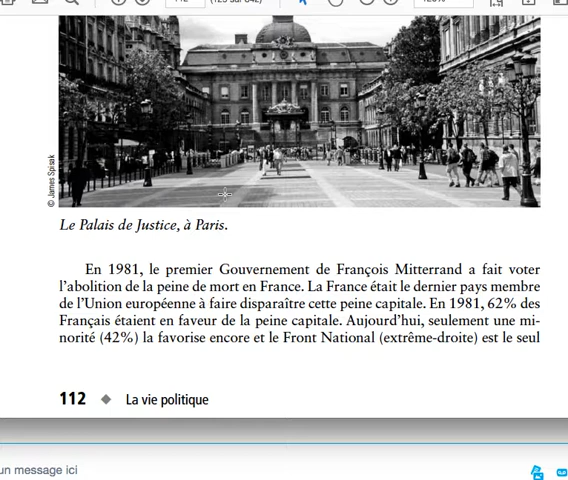 © James Spisak
Le Palais de Justice, à Paris.
En 1981, le premier Gouvernement de François Mitterrand a fait voter
l'abolition de la peine de mort en France. La France était le dernier pays membre
de l'Union européenne à faire disparaître cette peine capitale. En 1981, 62% des
Français étaient en faveur de la peine capitale. Aujourd'hui, seulement une mi-
norité (42%) la favorise encore et le Front National (extrême-droite) est le seul
112 ◆ La vie politique
un message ici